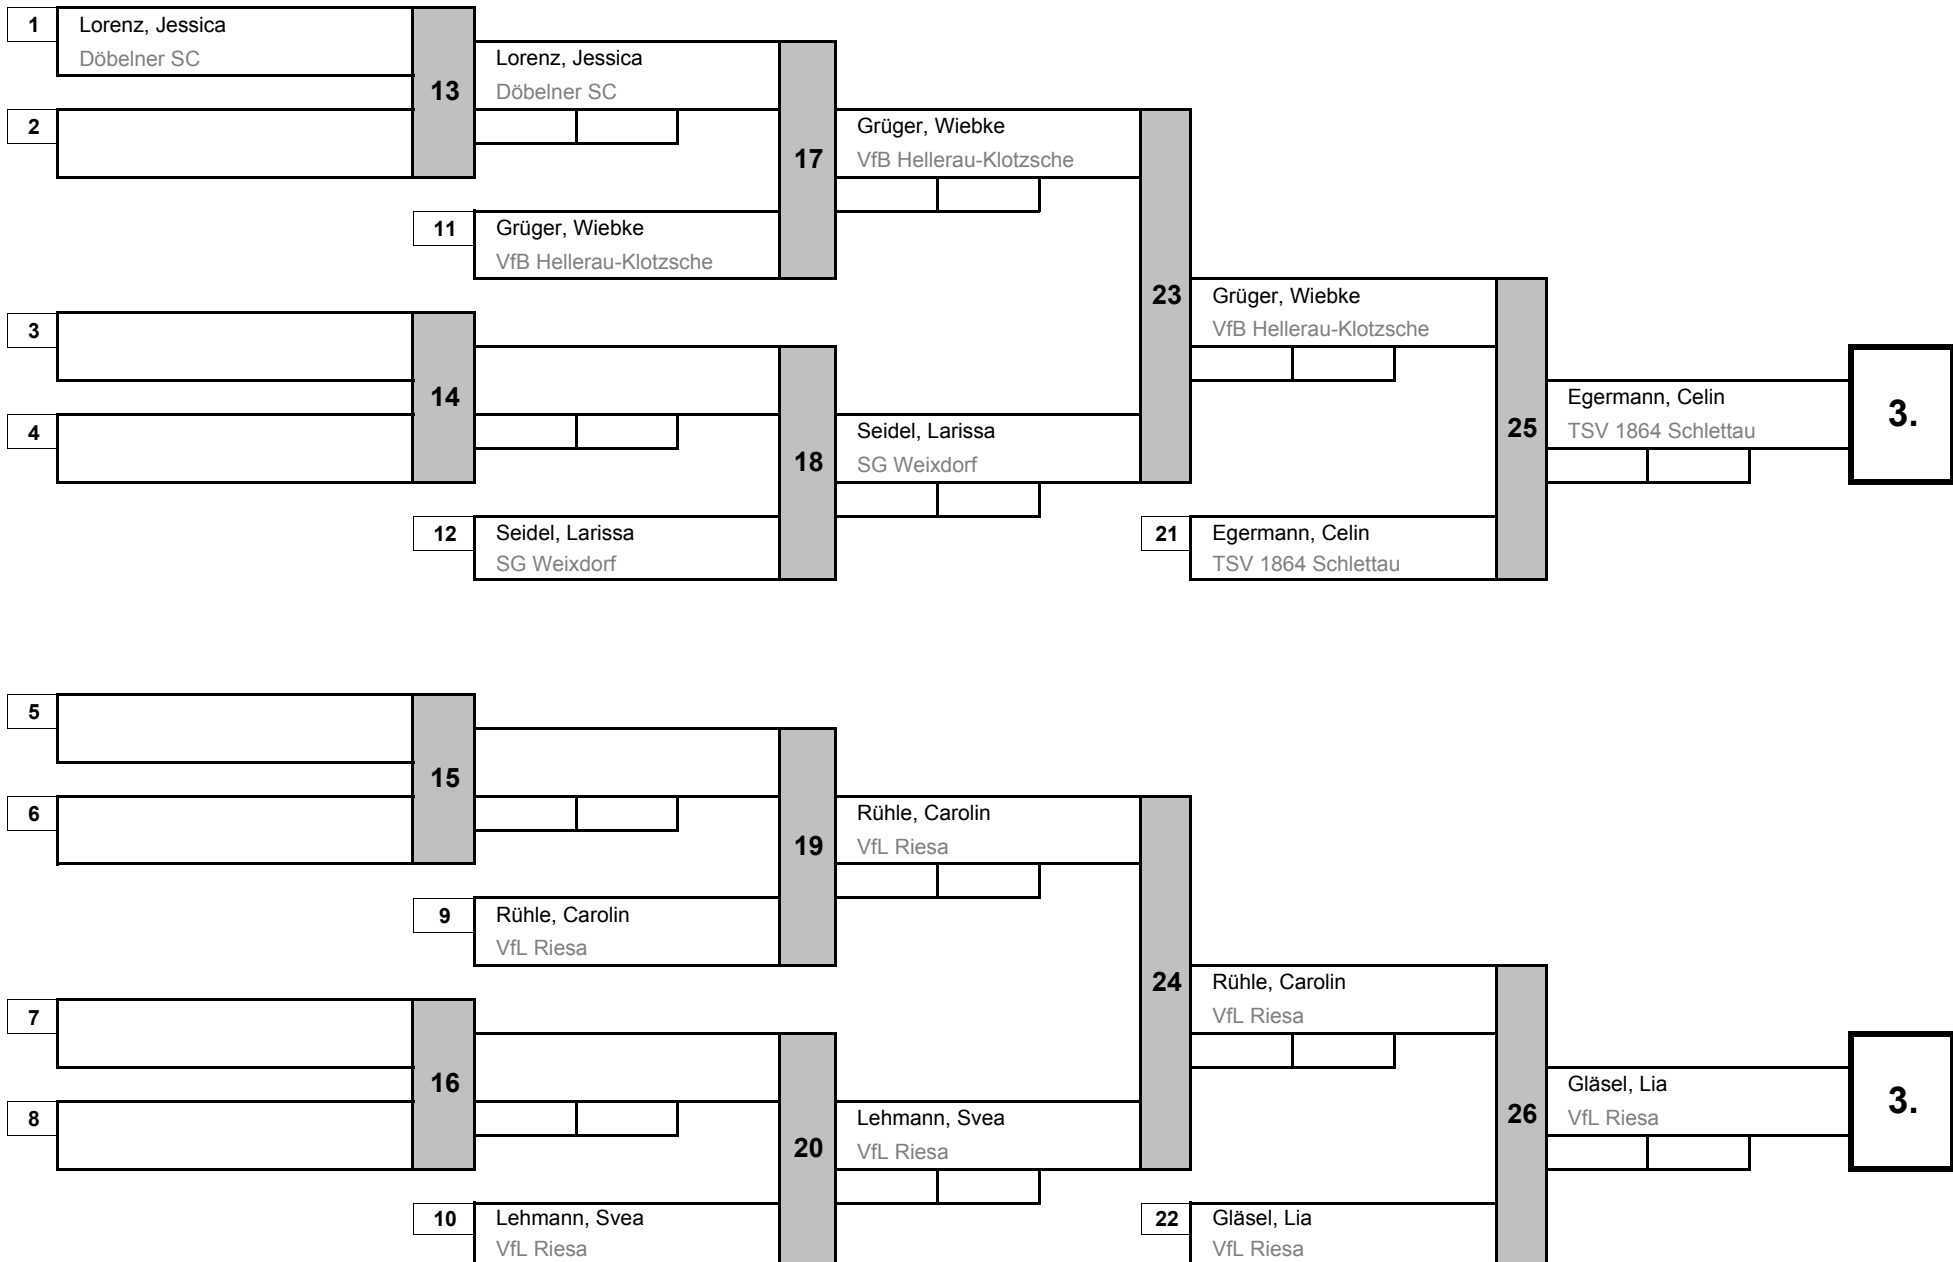 1
Lorenz, Jessica
Döbelner SC
13
Lorenz, Jessica
Döbelner SC
2
17
Grüger, Wiebke
VfB Hellerau-Klotzsche
11
Grüger, Wiebke
VfB Hellerau-Klotzsche
23
Grüger, Wiebke
VfB Hellerau-Klotzsche
3
14
4
18
Seidel, Larissa
SG Weixdorf
25
Egermann, Celin
TSV 1864 Schlettau
3.
12
Seidel, Larissa
SG Weixdorf
21
Egermann, Celin
TSV 1864 Schlettau
5
15
6
19
Rühle, Carolin
VfL Riesa
9
Rühle, Carolin
VfL Riesa
24
Rühle, Carolin
VfL Riesa
7
16
8
20
Lehmann, Svea
VfL Riesa
26
Gläsel, Lia
VfL Riesa
3.
10
Lehmann, Svea
VfL Riesa
22
Gläsel, Lia
VfL Riesa